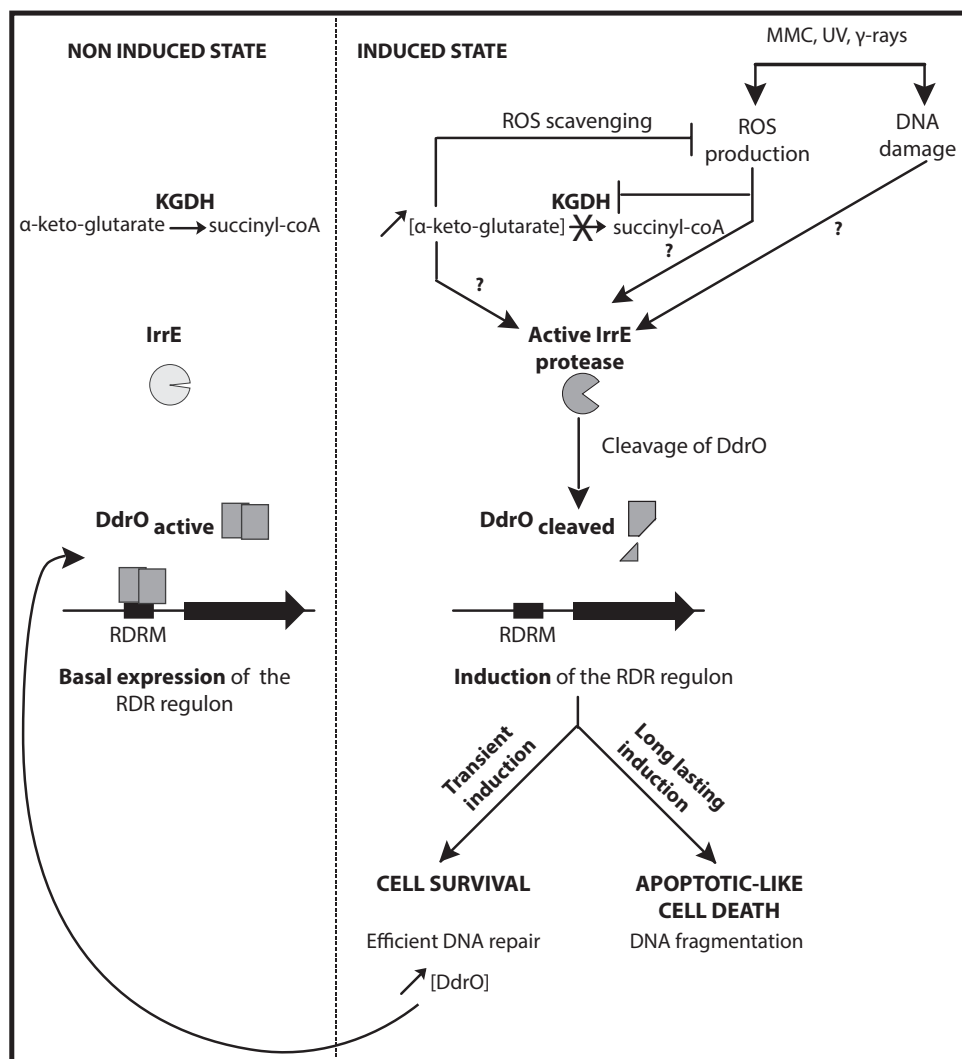 NON INDUCED STATE
KGDH
α-keto-glutarate
succinyl-coA
IrrE
DdrO active
RDRM
Basal expression of the
RDR regulon
INDUCED STATE
MMC, UV, γ-rays
ROS scavenging
ROS
production
DNA
damage
KGDH
[α-keto-glutarate]
succinyl-coA
?
?
?
Active IrrE
protease
Cleavage of DdrO
DdrO cleaved
RDRM
Induction of the RDR regulon
Transient
induction
Long lasting
induction
CELL SURVIVAL
Efficient DNA repair
[DdrO]
APOPTOTIC-LIKE
CELL DEATH
DNA fragmentation